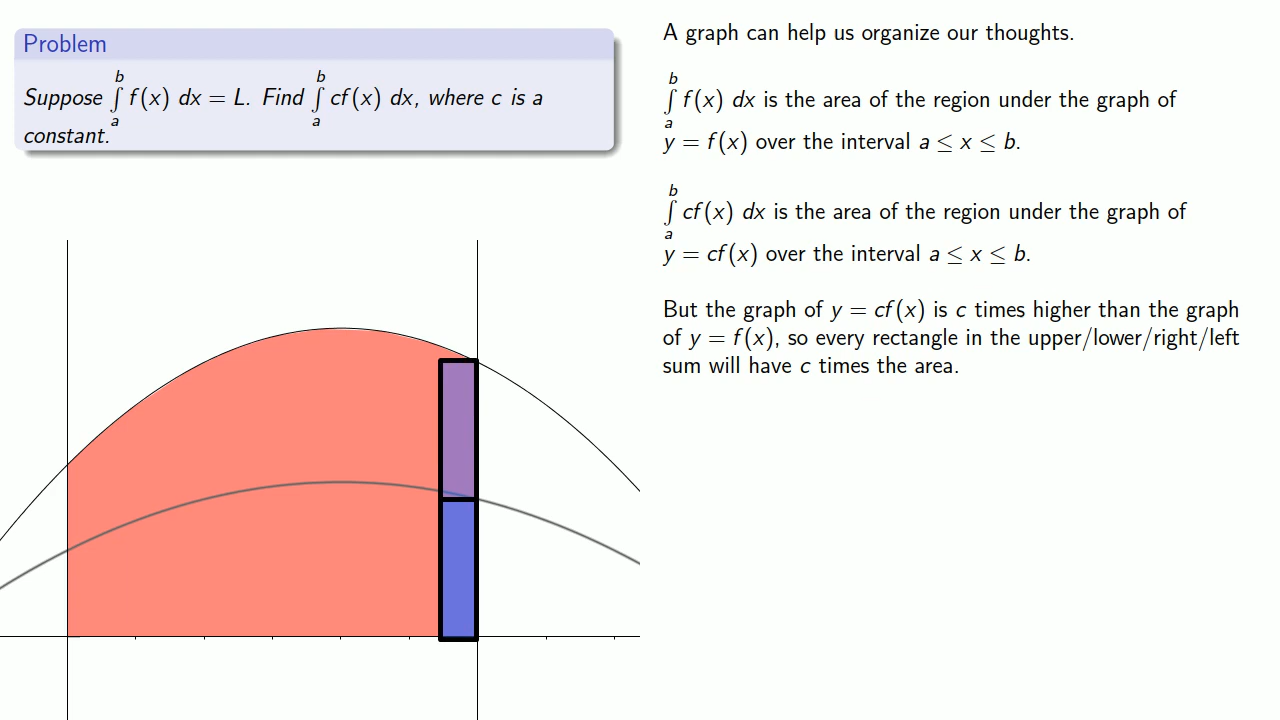 Problem
Suppose ∫_a^b f(x) dx = L. Find ∫_a^b cf(x) dx, where c is a
constant.
A graph can help us organize our thoughts.
∫_a^b f(x) dx is the area of the region under the graph of
y = f(x) over the interval a ≤ x ≤ b.
∫_a^b cf(x) dx is the area of the region under the graph of
y = cf(x) over the interval a ≤ x ≤ b.
But the graph of y = cf(x) is c times higher than the graph
of y = f(x), so every rectangle in the upper/lower/right/left
sum will have c times the area.